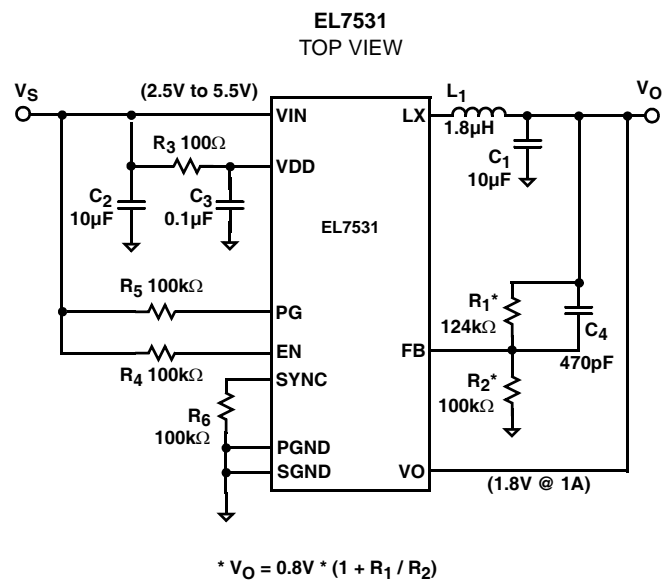 EL7531
TOP VIEW
VS (2.5V to 5.5V) VIN LX L1 VO
1.8µH
R3 100Ω
VDD
C1
10µF
C2
10µF
C3
0.1µF
EL7531
R5 100kΩ
PG
R1*
124kΩ
C4
470pF
EN
FB
R4 100kΩ
SYNC
R2*
100kΩ
R6
100kΩ
PGND
SGND
VO
(1.8V @ 1A)
* VO = 0.8V * (1 + R1 / R2)